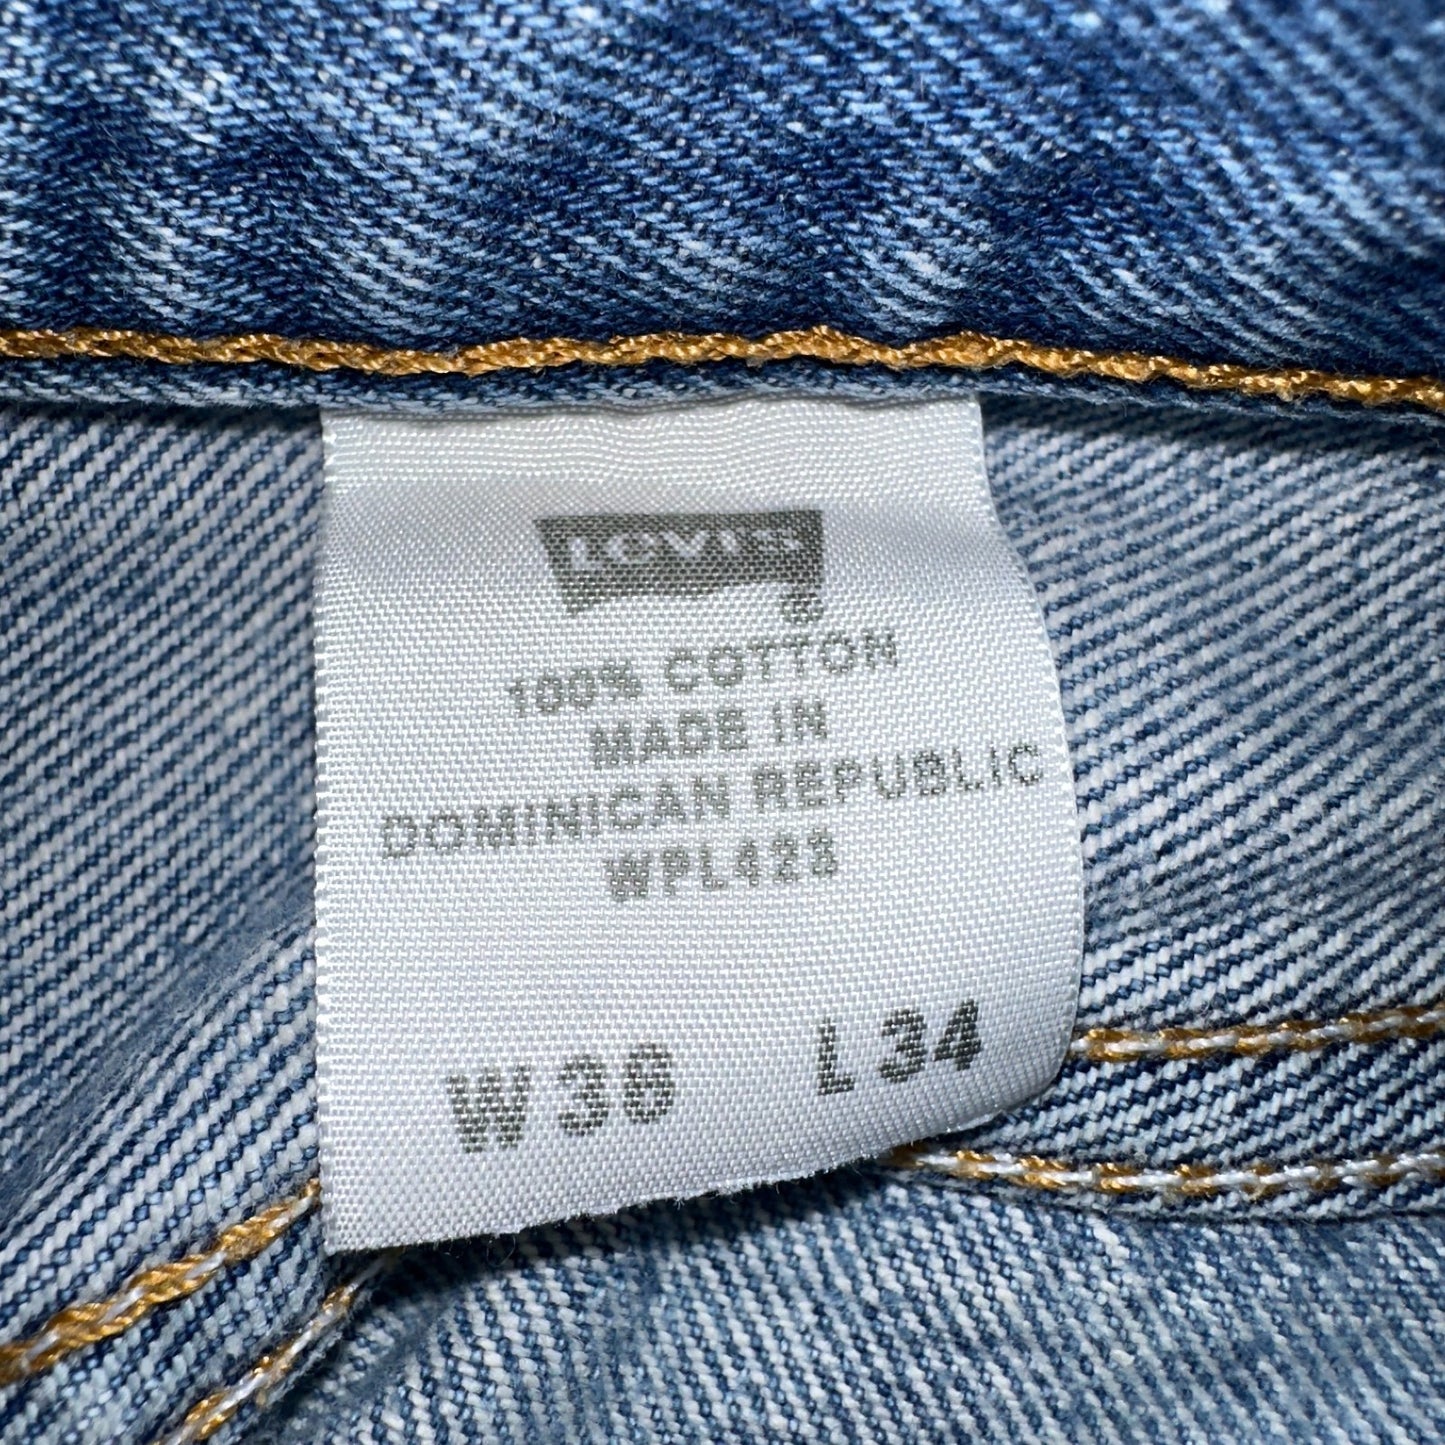 LEVI'S
®
100% COTTON
MADE IN
DOMINICAN REPUBLIC
WPL423
W36 L34